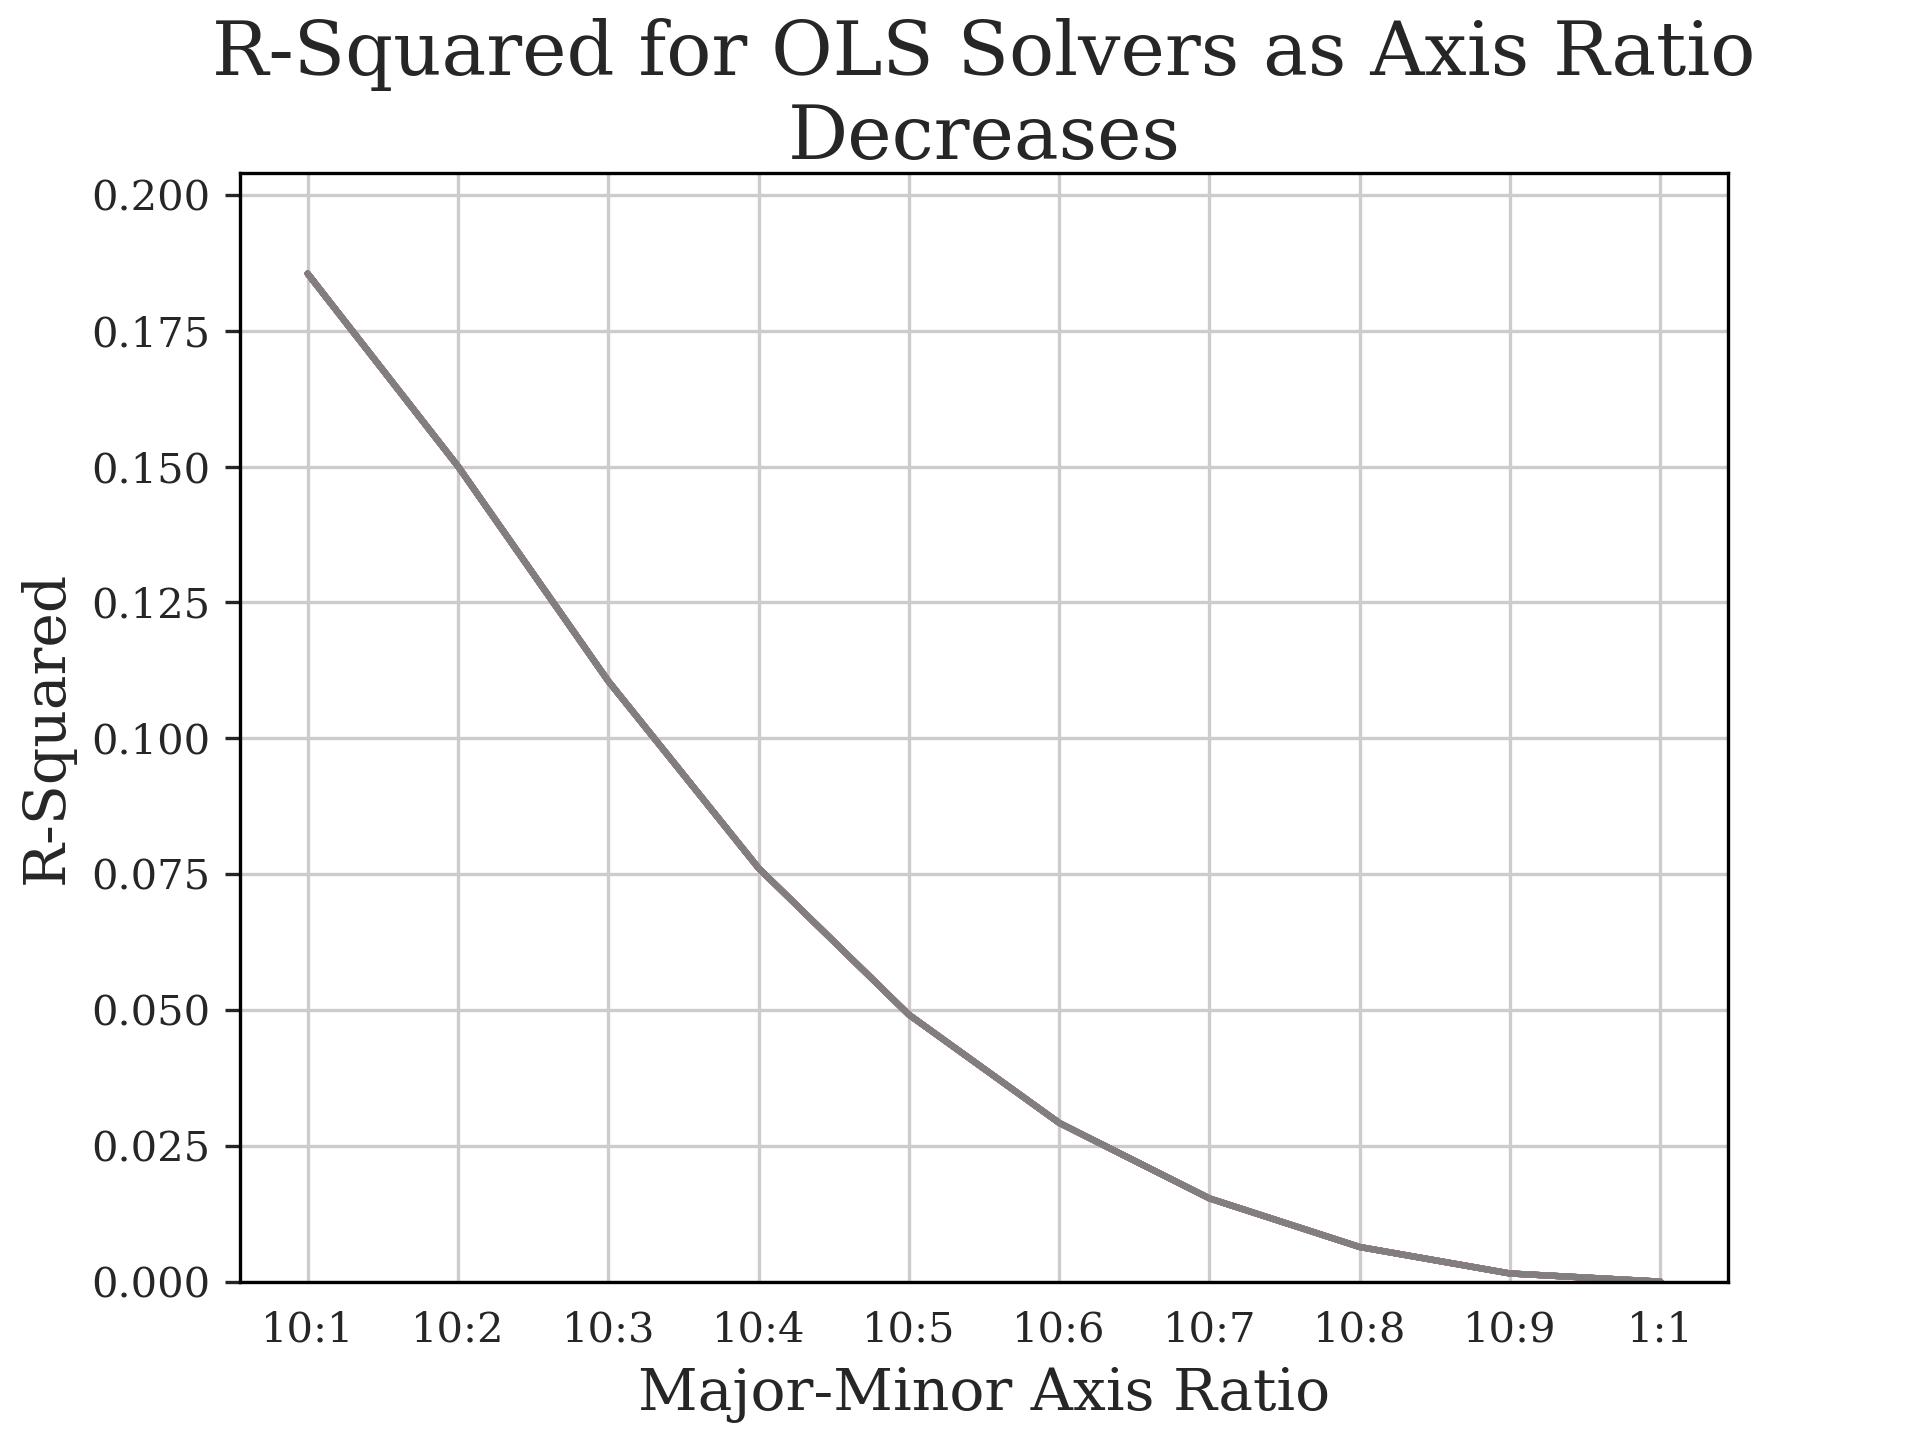 R-Squared for OLS Solvers as Axis Ratio
Decreases
0.200
0.175
0.150
0.125
0.100
0.075
0.050
0.025
0.000
R-Squared
10:1 10:2 10:3 10:4 10:5 10:6 10:7 10:8 10:9 1:1
Major-Minor Axis Ratio